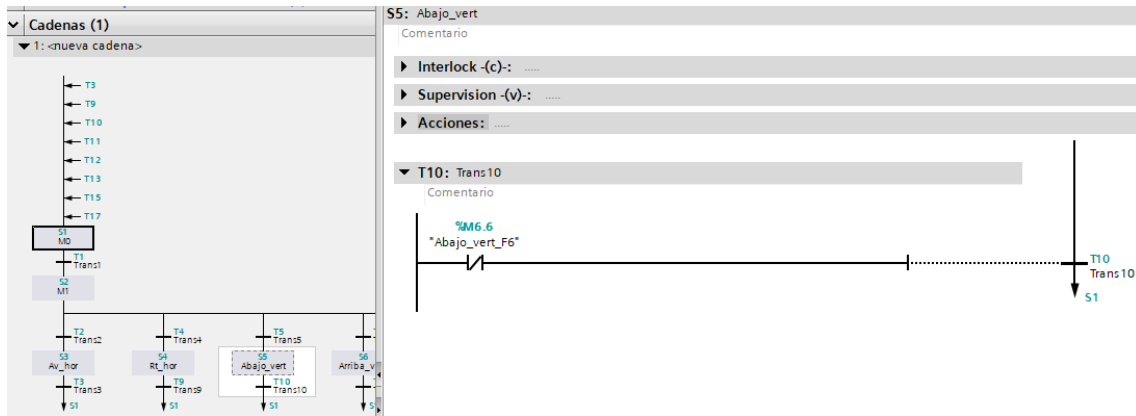 Cadenas (1)
1: <nueva cadena>
T3
T9
T10
T11
T12
T13
T15
T17
S1
M0
T1
Trans1
S2
M1
T2
Trans2
T4
Trans4
T5
Trans5
S3
Av_hor
S4
Rt_hor
S5
Abajo_vert
S6
Arriba_v
T3
Trans3
T9
Trans9
T10
Trans10
S1
S1
S1
S5: Abajo_vert
Comentario
Interlock -(c)-: .....
Supervision -(v)-: .....
Acciones: .....
T10: Trans10
Comentario
%M6.6
"Abajo_vert_F6"
T10
Trans10
S1